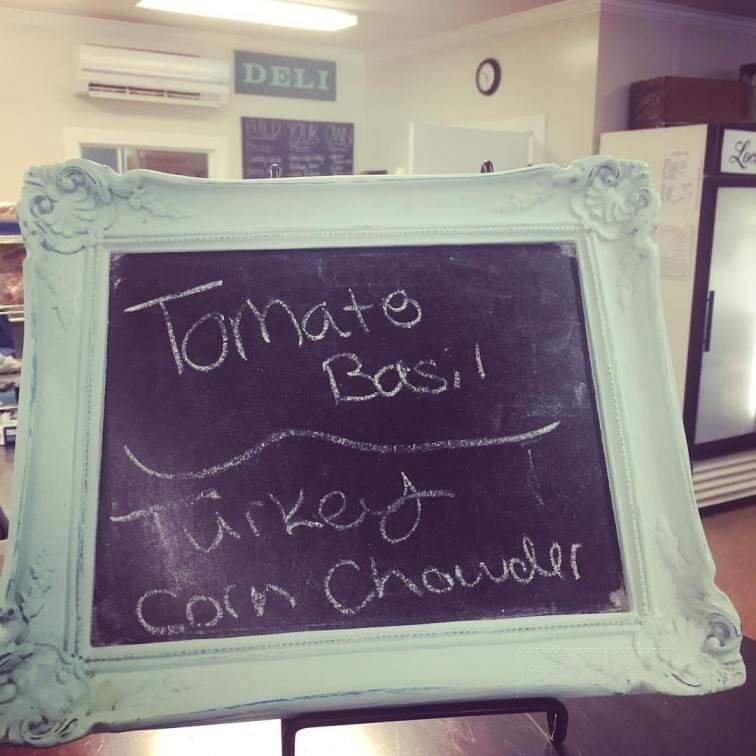 DELI
BUILD YOUR OWN
Tomato
Basil
Turkey
Corn Chowder